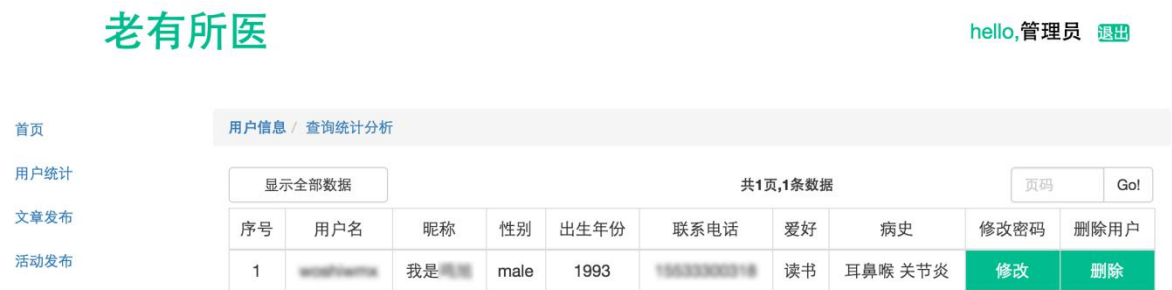 老有所医
hello,管理员 退出
首页
用户统计
文章发布
活动发布
用户信息 / 查询统计分析
显示全部数据 共1页,1条数据 页码 Go!
序号 用户名 昵称 性别 出生年份 联系电话 爱好 病史 修改密码 删除用户
1 我是 male 1993 读书 耳鼻喉 关节炎 修改 删除